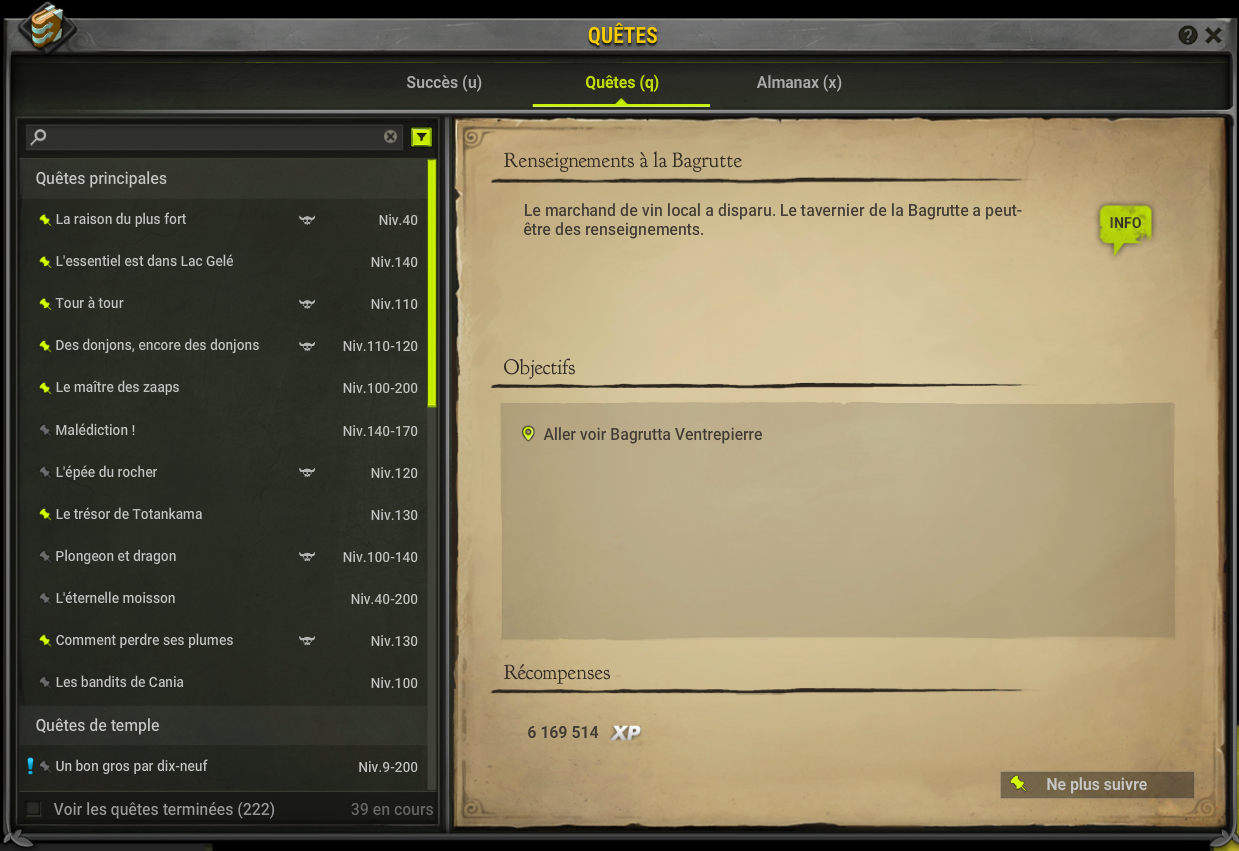 QUÊTES
Succès (u)
Quêtes (q)
Almanax (x)
Quêtes principales
La raison du plus fort Niv.40
L'essentiel est dans Lac Gelé Niv.140
Tour à tour Niv.110
Des donjons, encore des donjons Niv.110-120
Le maître des zaaps Niv.100-200
Malédiction ! Niv.140-170
L'épée du rocher Niv.120
Le trésor de Totankama Niv.130
Plongeon et dragon Niv.100-140
L'éternelle moisson Niv.40-200
Comment perdre ses plumes Niv.130
Les bandits de Cania Niv.100
Quêtes de temple
Un bon gros par dix-neuf Niv.9-200
Voir les quêtes terminées (222) 39 en cours
Renseignements à la Bagrutte
Le marchand de vin local a disparu. Le tavernier de la Bagrutte a peut-
être des renseignements.
INFO
Objectifs
Aller voir Bagrutta Ventrepierre
Récompenses
6 169 514 XP
Ne plus suivre